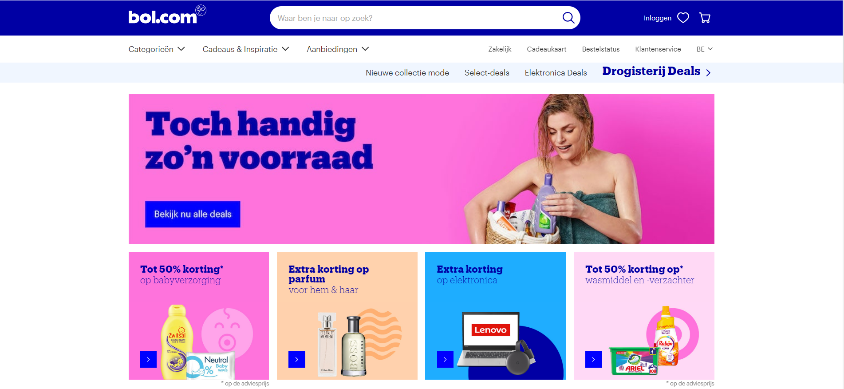 bol.com
Waar ben je naar op zoek?
Inloggen
Categorieën
Cadeaus & Inspiratie
Aanbiedingen
Zakelijk
Cadeaukaart
Bestelstatus
Klantenservice
BE
Nieuwe collectie mode
Select-deals
Elektronica Deals
Drogisterij Deals
Toch handig
zo’n voorraad
Bekijk nu alle deals
Tot 50% korting*
op babyverzorging
Zwitsal
Neutral
0%
Baby
* op de adviesprijs
Extra korting op
parfum
voor hem & haar
BOSS
Extra korting
op elektronica
Lenovo
Tot 50% korting op*
wasmiddel en -verzachter
ARIEL
Robijn
* op de adviesprijs